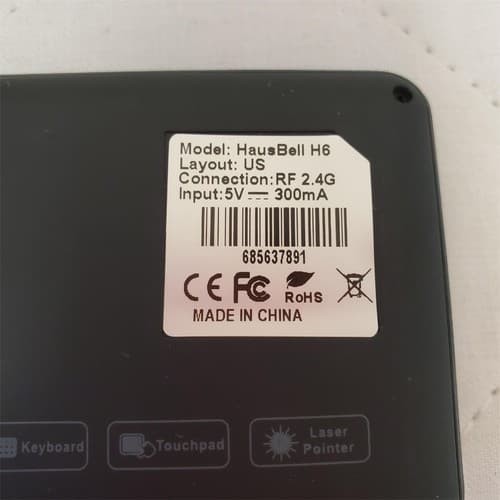 Model: HausBell H6
Layout: US
Connection:RF 2.4G
Input:5V⎓300mA
685637891
CE FC RoHS
MADE IN CHINA
Keyboard
Touchpad
Laser
Pointer